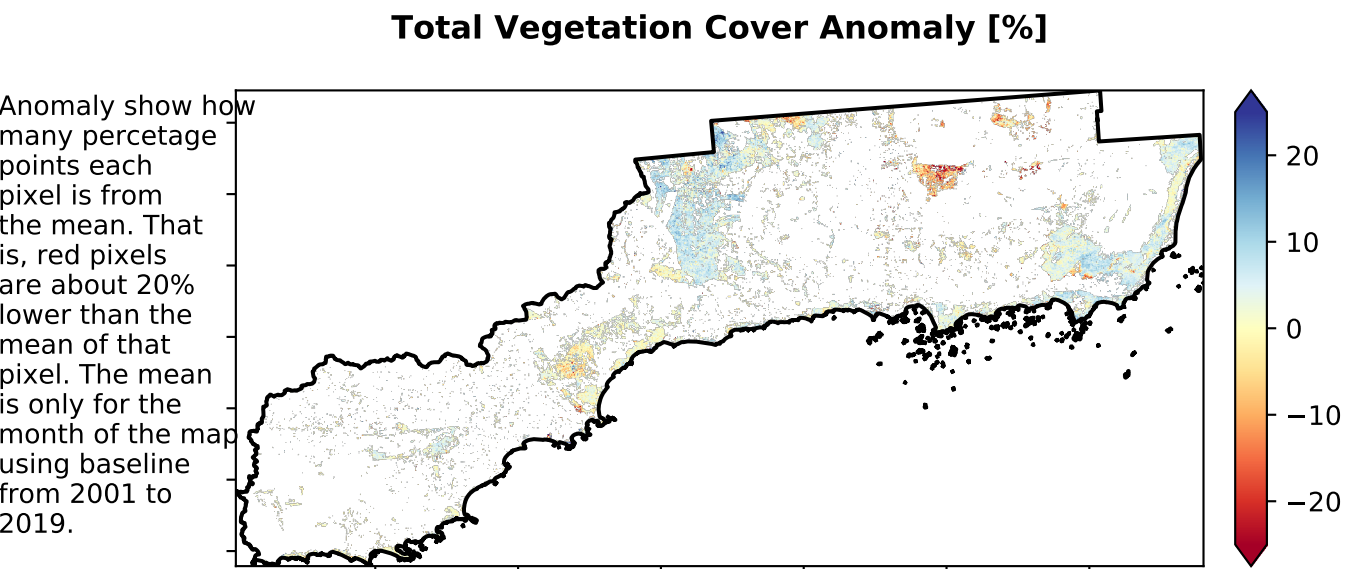 Total Vegetation Cover Anomaly [%]
Anomaly show how
many percetage
points each
pixel is from
the mean. That
is, red pixels
are about 20%
lower than the
mean of that
pixel. The mean
is only for the
month of the map
using baseline
from 2001 to
2019.
20
10
0
−10
−20